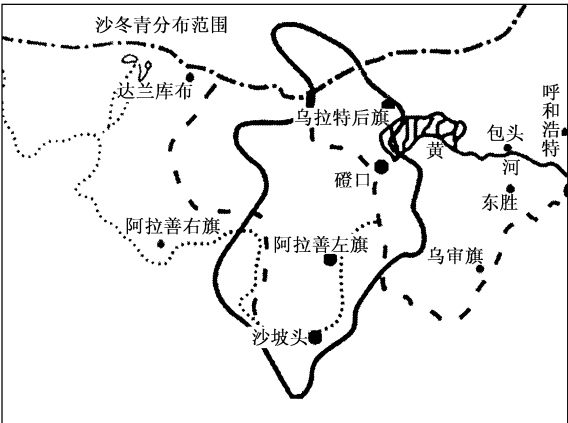 沙冬青分布范围
达兰库布
乌拉特后旗
呼和浩特
包头
黄
河
磴口
东胜
阿拉善右旗
阿拉善左旗
乌审旗
沙坡头